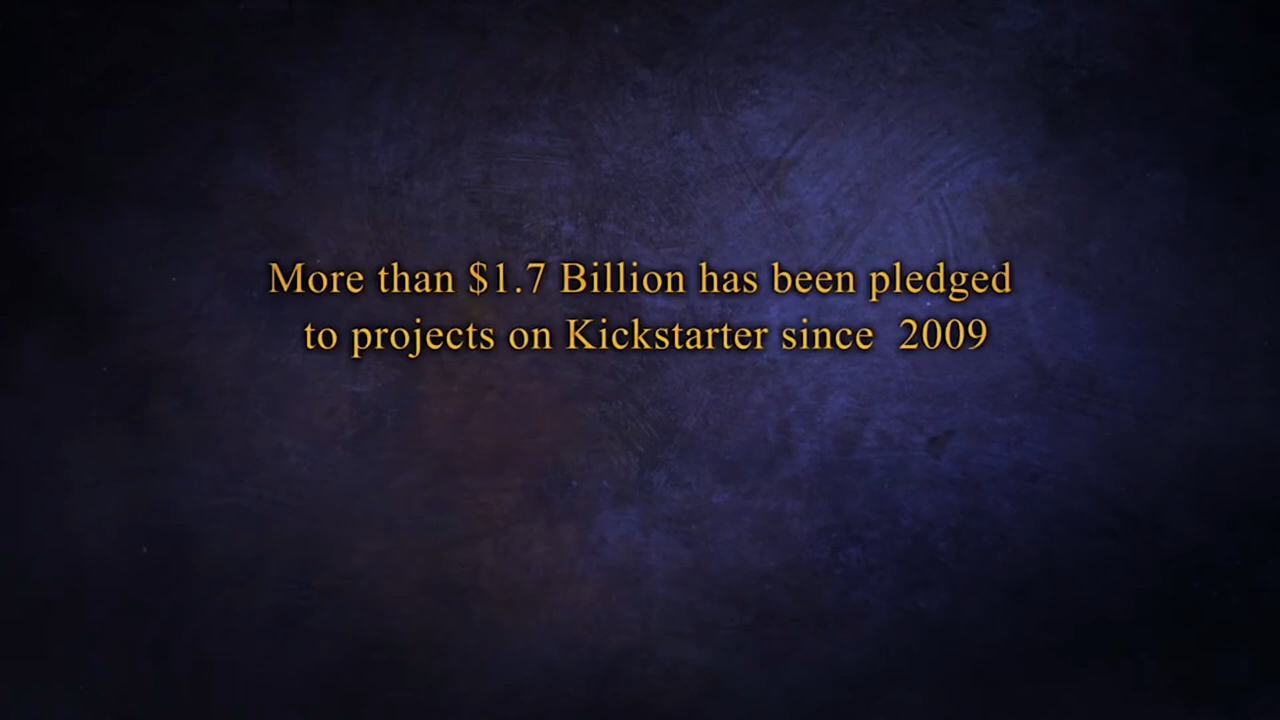 More than $1.7 Billion has been pledged
to projects on Kickstarter since  2009